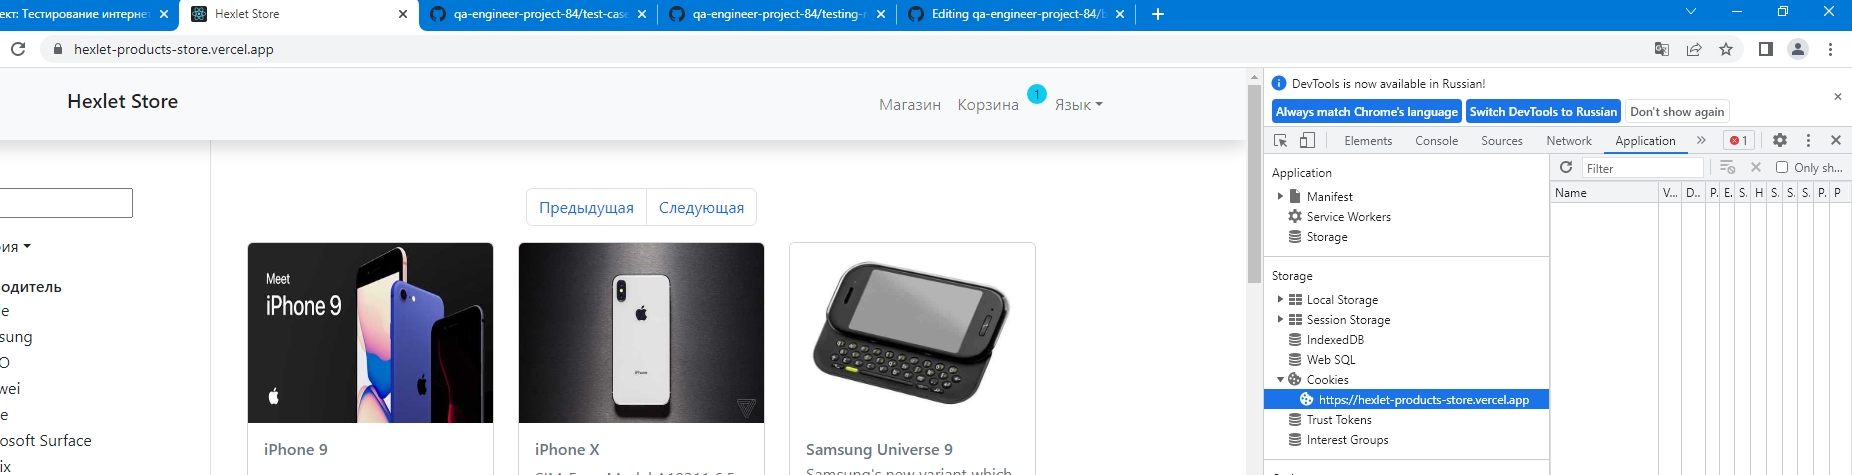 ект: Тестирование интернет
Hexlet Store
qa-engineer-project-84/test-case
qa-engineer-project-84/testing-r
Editing qa-engineer-project-84/b
hexlet-products-store.vercel.app
Hexlet Store
Магазин
Корзина
1
Язык
Предыдущая
Следующая
рия
одитель
le
sung
O
wei
e
osoft Surface
ix
Meet
iPhone 9
iPhone
iPhone 9
iPhone X
Samsung Universe 9
Samsung's new variant which
DevTools is now available in Russian!
Always match Chrome's language
Switch DevTools to Russian
Don't show again
Elements
Console
Sources
Network
Application
»
1
Application
Manifest
Service Workers
Storage
Storage
Local Storage
Session Storage
IndexedDB
Web SQL
Cookies
https://hexlet-products-store.vercel.app
Trust Tokens
Interest Groups
Filter
Only sh...
Name
V...
D..
P.
E.
S.
H
S.
S.
S.
P.
P